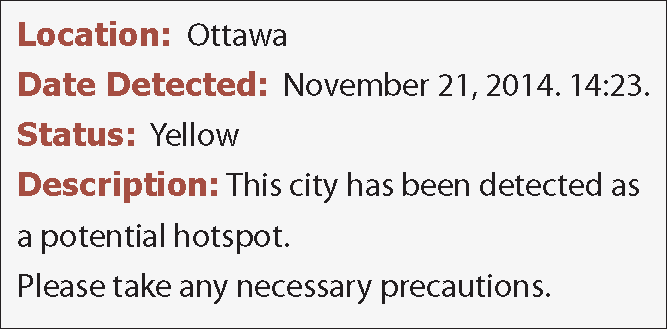 Location: Ottawa
Date Detected: November 21, 2014. 14:23.
Status: Yellow
Description: This city has been detected as
a potential hotspot.
Please take any necessary precautions.